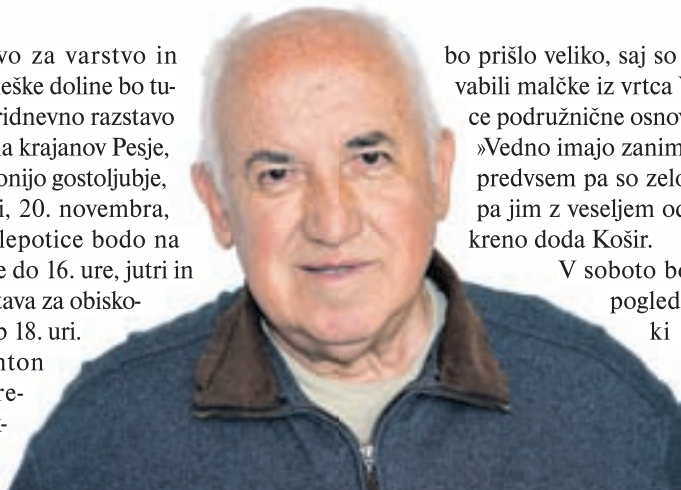 vo za varstvo in
eške doline bo tu-
ridnevno razstavo
a krajanov Pesje,
onijo gostoljubje,
i, 20. novembra,
lepotice bodo na
e do 16. ure, jutri in
tava za obisko-
18. uri.
nton
re-
bo prišlo veliko, saj so
vabili malčke iz vrtca
ce podružnične osnov
»Vedno imajo zanim
predvsem pa so zelo
pa jim z veseljem od
kreno doda Košir.
V soboto bo
pogled
ki